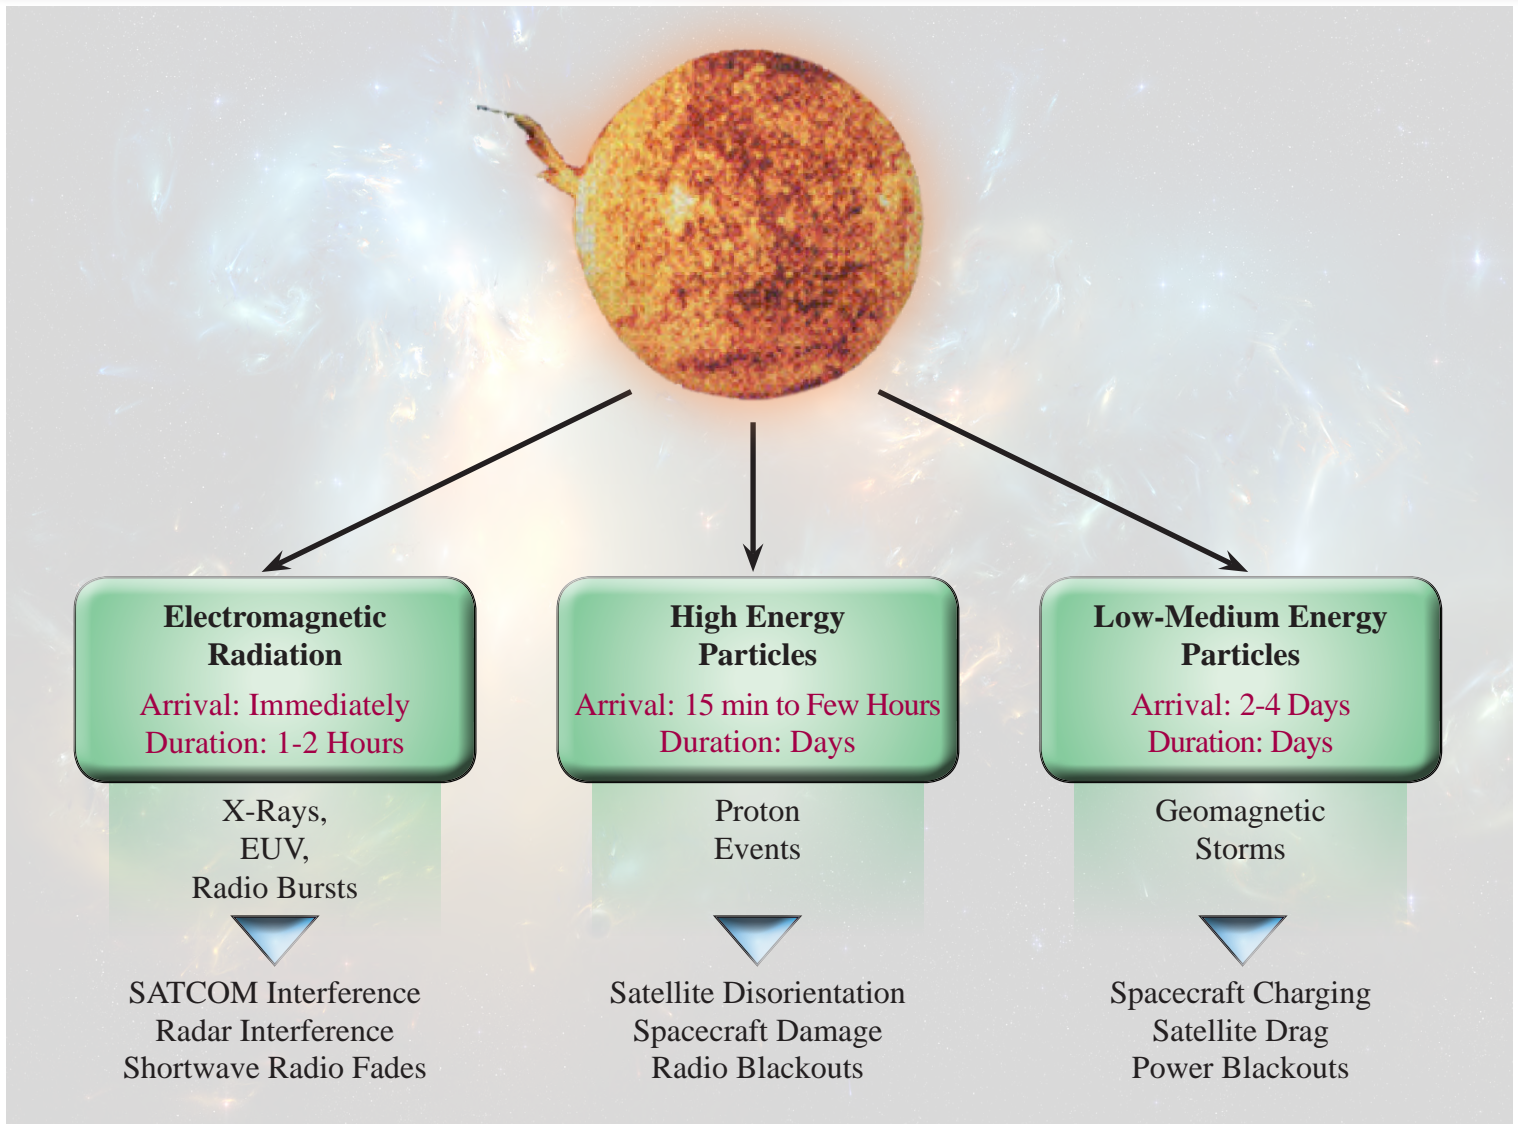 Electromagnetic
Radiation
Arrival: Immediately
Duration: 1-2 Hours
X-Rays,
EUV,
Radio Bursts
SATCOM Interference
Radar Interference
Shortwave Radio Fades
High Energy
Particles
Arrival: 15 min to Few Hours
Duration: Days
Proton
Events
Satellite Disorientation
Spacecraft Damage
Radio Blackouts
Low-Medium Energy
Particles
Arrival: 2-4 Days
Duration: Days
Geomagnetic
Storms
Spacecraft Charging
Satellite Drag
Power Blackouts